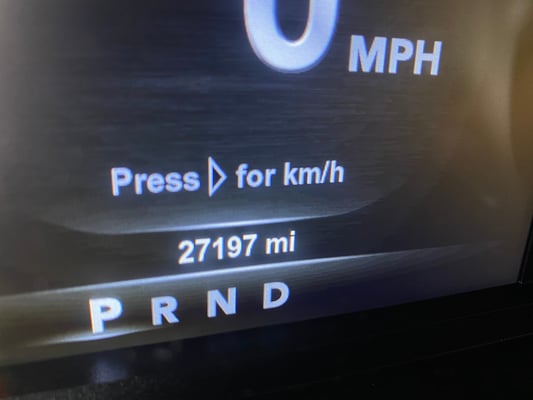 0 MPH
Press ▷ for km/h
27197 mi
P R N D